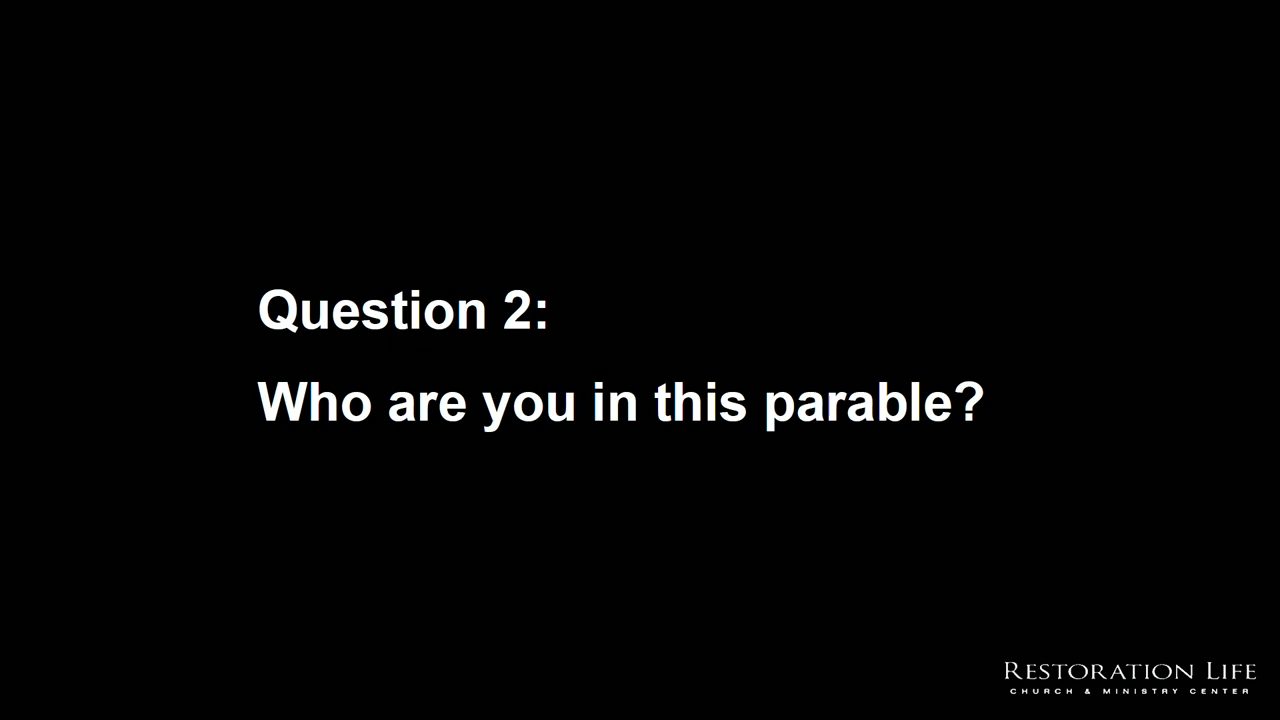 Question 2:
Who are you in this parable?
RESTORATION LIFE
CHURCH & MINISTRY CENTER